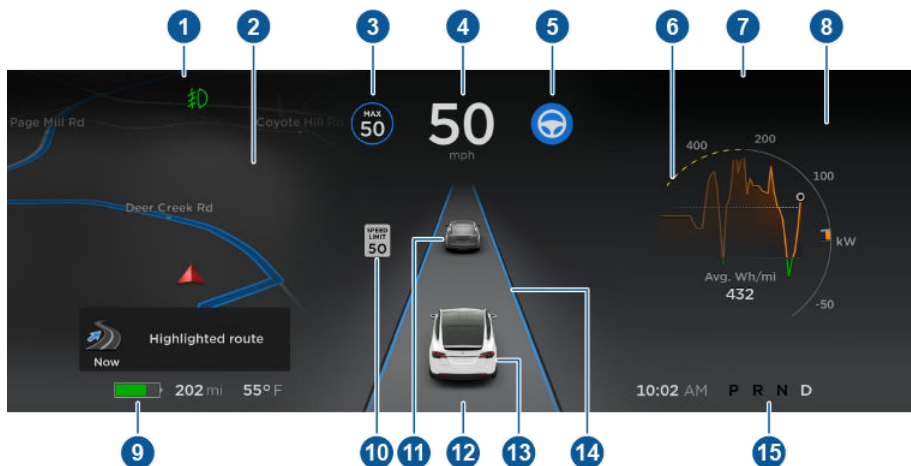 1 2 3 4 5 6 7 8
Page Mill Rd
Coyote Hill Rd
MAX
50
50
mph
400
200
100
kW
-50
Deer Creek Rd
SPEED
LIMIT
50
Avg. Wh/mi
432
Highlighted route
Now
202 mi 55° F
10:02 AM P R N D
9 10 11 12 13 14 15